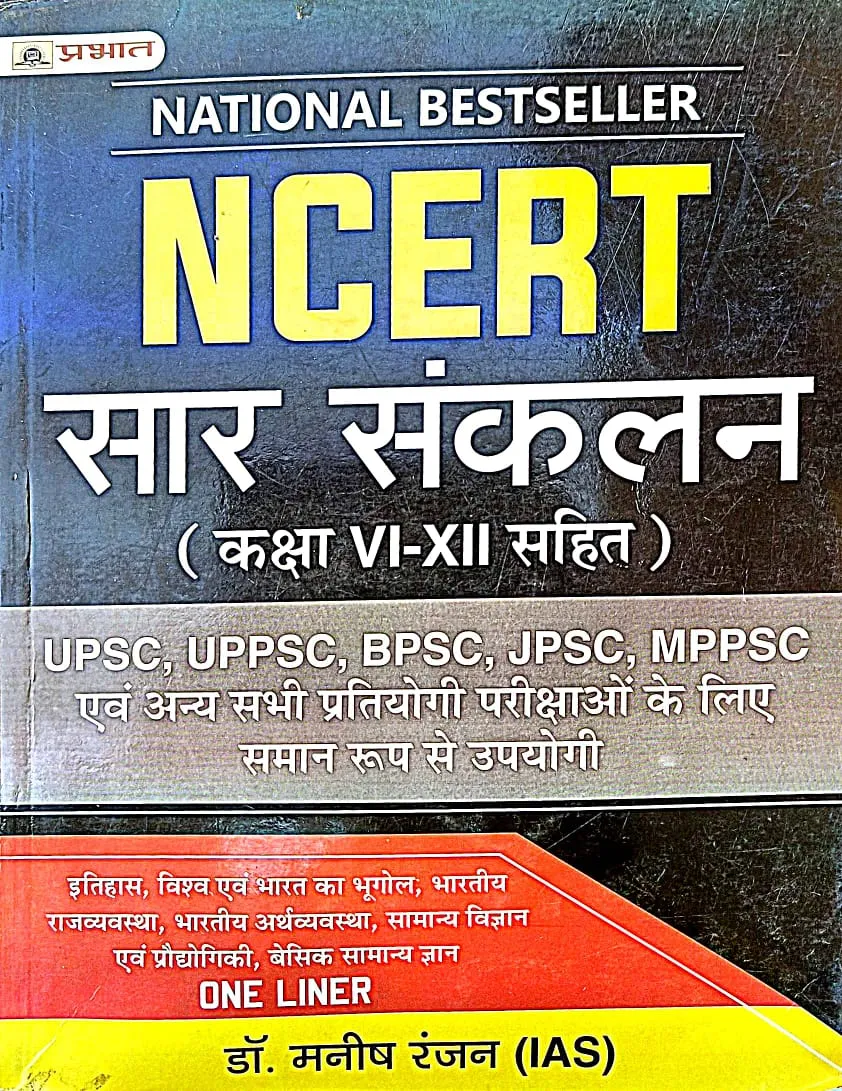 प्रभात
NATIONAL BESTSELLER
NCERT
सार संकलन
( कक्षा VI-XII सहित )
UPSC, UPPSC, BPSC, JPSC, MPPSC
एवं अन्य सभी प्रतियोगी परीक्षाओं के लिए
समान रूप से उपयोगी
इतिहास, विश्व एवं भारत का भूगोल, भारतीय
राजव्यवस्था, भारतीय अर्थव्यवस्था, सामान्य विज्ञान
एवं प्रौद्योगिकी, बेसिक सामान्य ज्ञान
ONE LINER
डॉ. मनीष रंजन (IAS)